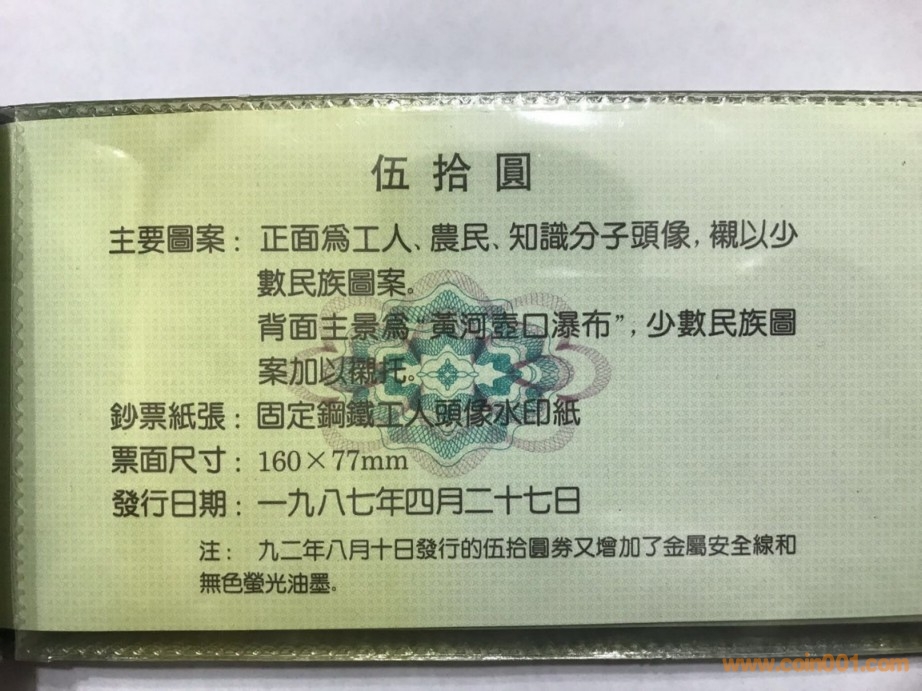 伍拾圓
主要圖案：正面爲工人、農民、知識分子頭像，襯以少
數民族圖案。
背面主景爲“黃河壺口瀑布”，少數民族圖
案加以襯托。
鈔票紙張：固定鋼鐵工人頭像水印紙
票面尺寸：160×77mm
發行日期：一九八七年四月二十七日
注：九二年八月十日發行的伍拾圓券又增加了金屬安全線和
無色螢光油墨。
www.coin001.com